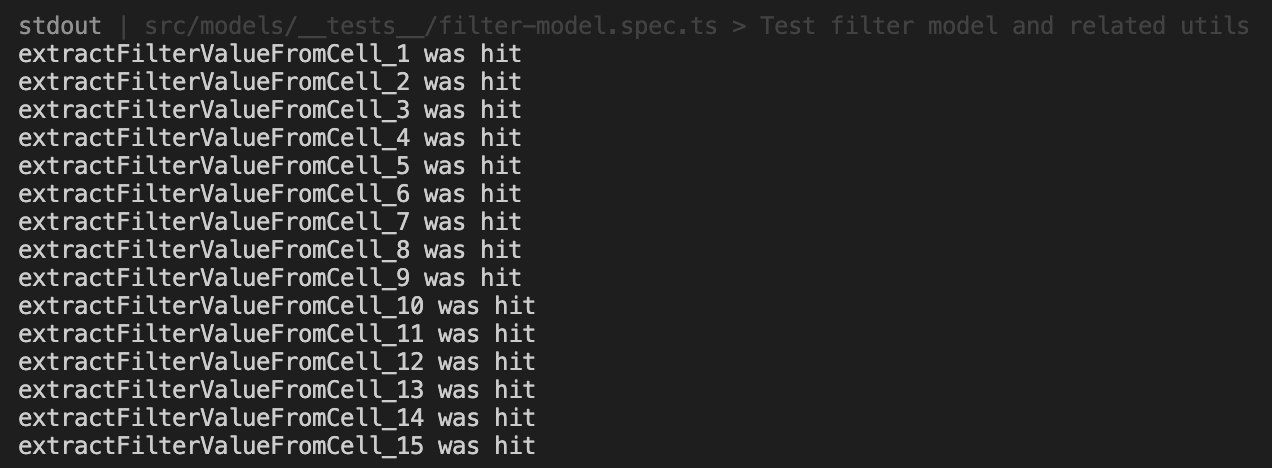 stdout | src/models/__tests__/filter-model.spec.ts > Test filter model and related utils
extractFilterValueFromCell_1 was hit
extractFilterValueFromCell_2 was hit
extractFilterValueFromCell_3 was hit
extractFilterValueFromCell_4 was hit
extractFilterValueFromCell_5 was hit
extractFilterValueFromCell_6 was hit
extractFilterValueFromCell_7 was hit
extractFilterValueFromCell_8 was hit
extractFilterValueFromCell_9 was hit
extractFilterValueFromCell_10 was hit
extractFilterValueFromCell_11 was hit
extractFilterValueFromCell_12 was hit
extractFilterValueFromCell_13 was hit
extractFilterValueFromCell_14 was hit
extractFilterValueFromCell_15 was hit